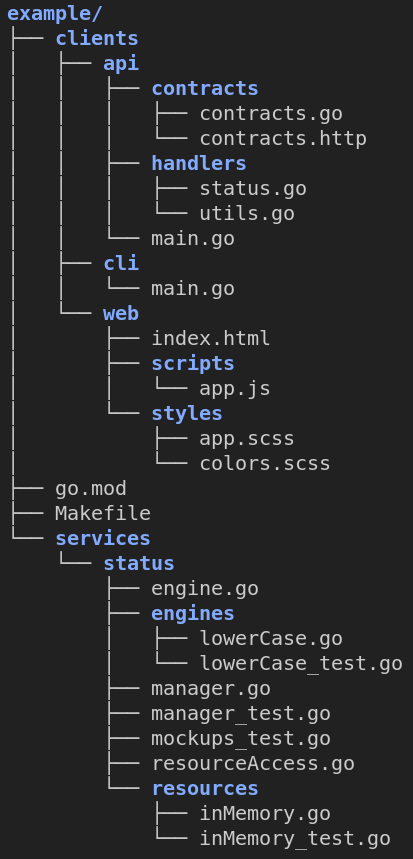 example/
├── clients
│   ├── api
│   │   ├── contracts
│   │   │   ├── contracts.go
│   │   │   └── contracts.http
│   │   ├── handlers
│   │   │   ├── status.go
│   │   │   └── utils.go
│   │   └── main.go
│   ├── cli
│   │   └── main.go
│   └── web
│       ├── index.html
│       ├── scripts
│       │   └── app.js
│       └── styles
│           ├── app.scss
│           └── colors.scss
├── go.mod
├── Makefile
└── services
    └── status
        ├── engine.go
        ├── engines
        │   ├── lowerCase.go
        │   └── lowerCase_test.go
        ├── manager.go
        ├── manager_test.go
        ├── mockups_test.go
        ├── resourceAccess.go
        └── resources
            ├── inMemory.go
            └── inMemory_test.go